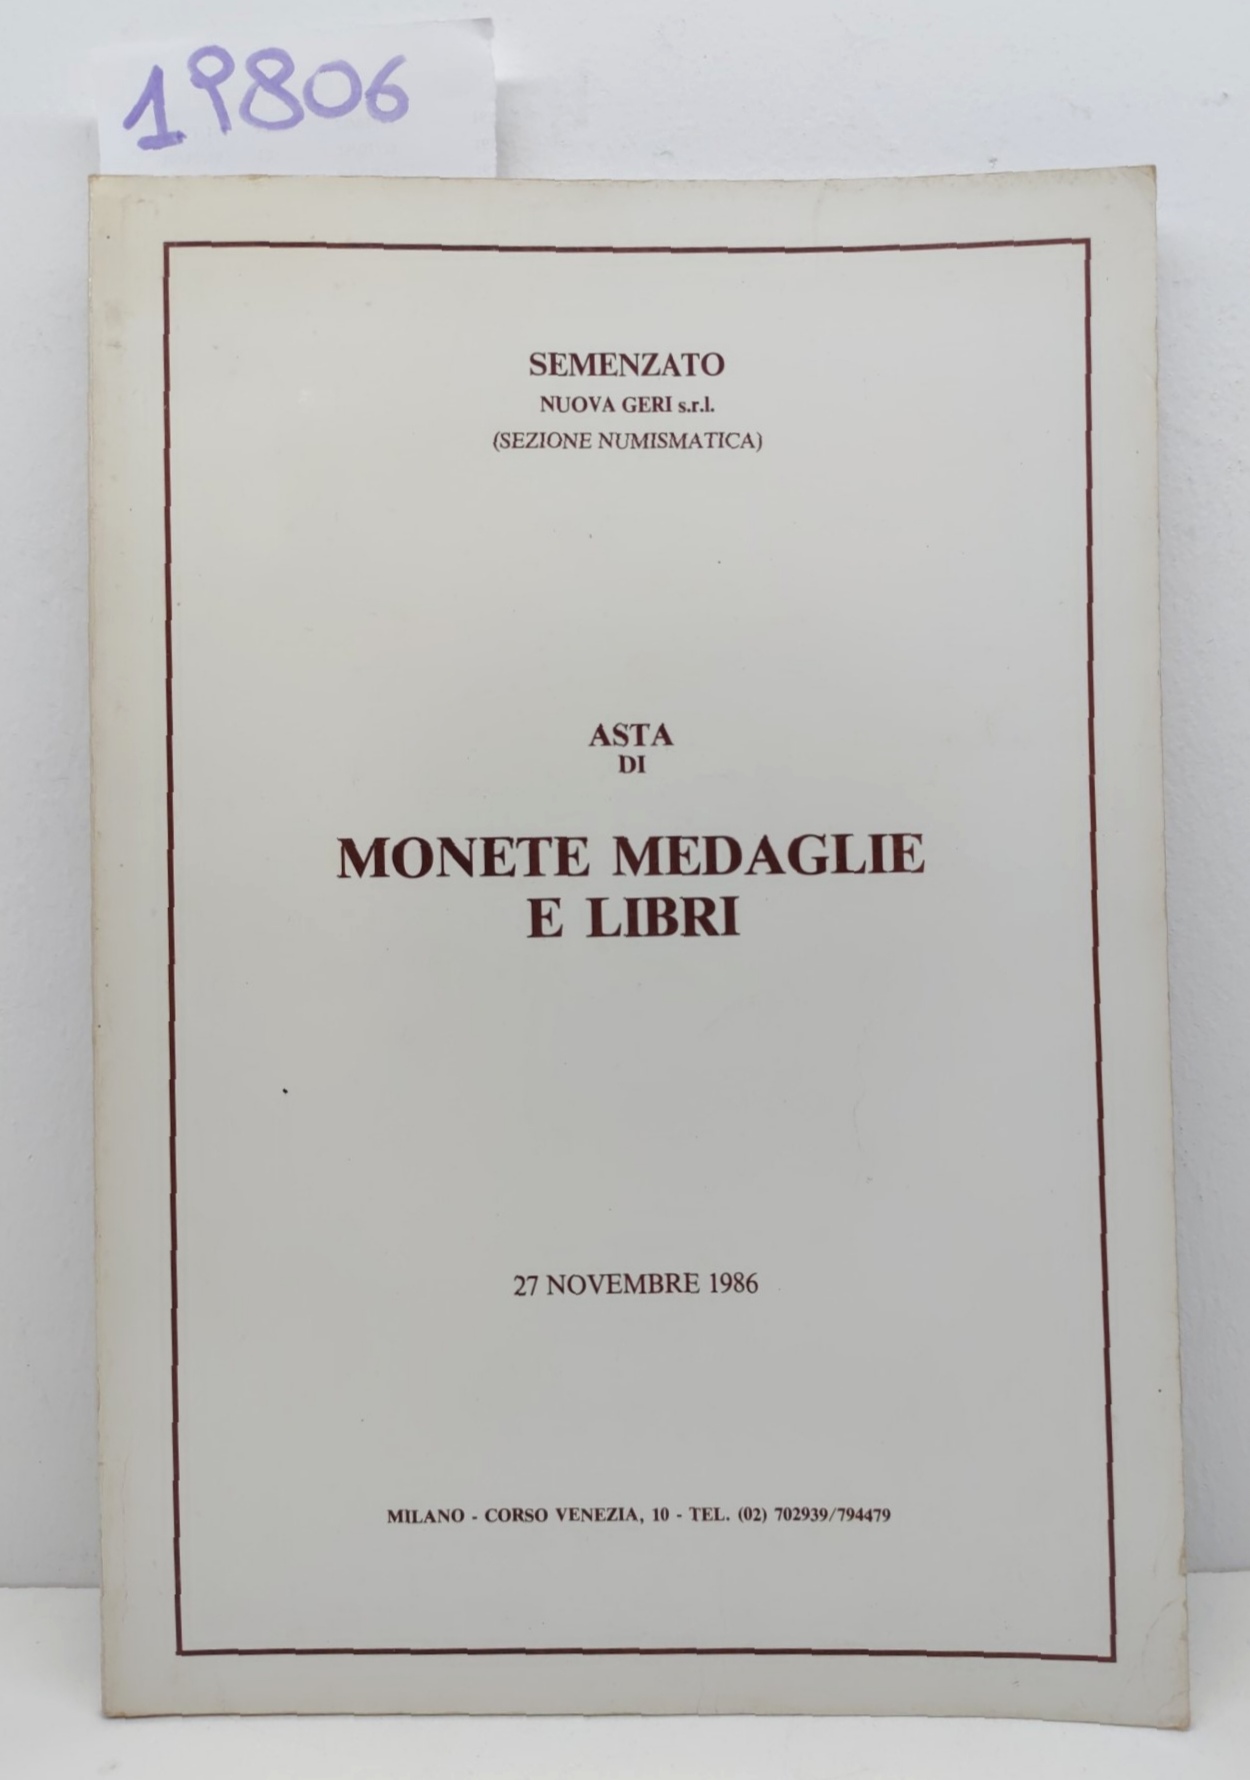 19806
SEMENZATO
NUOVA GERI s.r.l.
(SEZIONE NUMISMATICA)
ASTA
DI
MONETE MEDAGLIE
E LIBRI
27 NOVEMBRE 1986
MILANO - CORSO VENEZIA, 10 - TEL. (02) 702939/794479